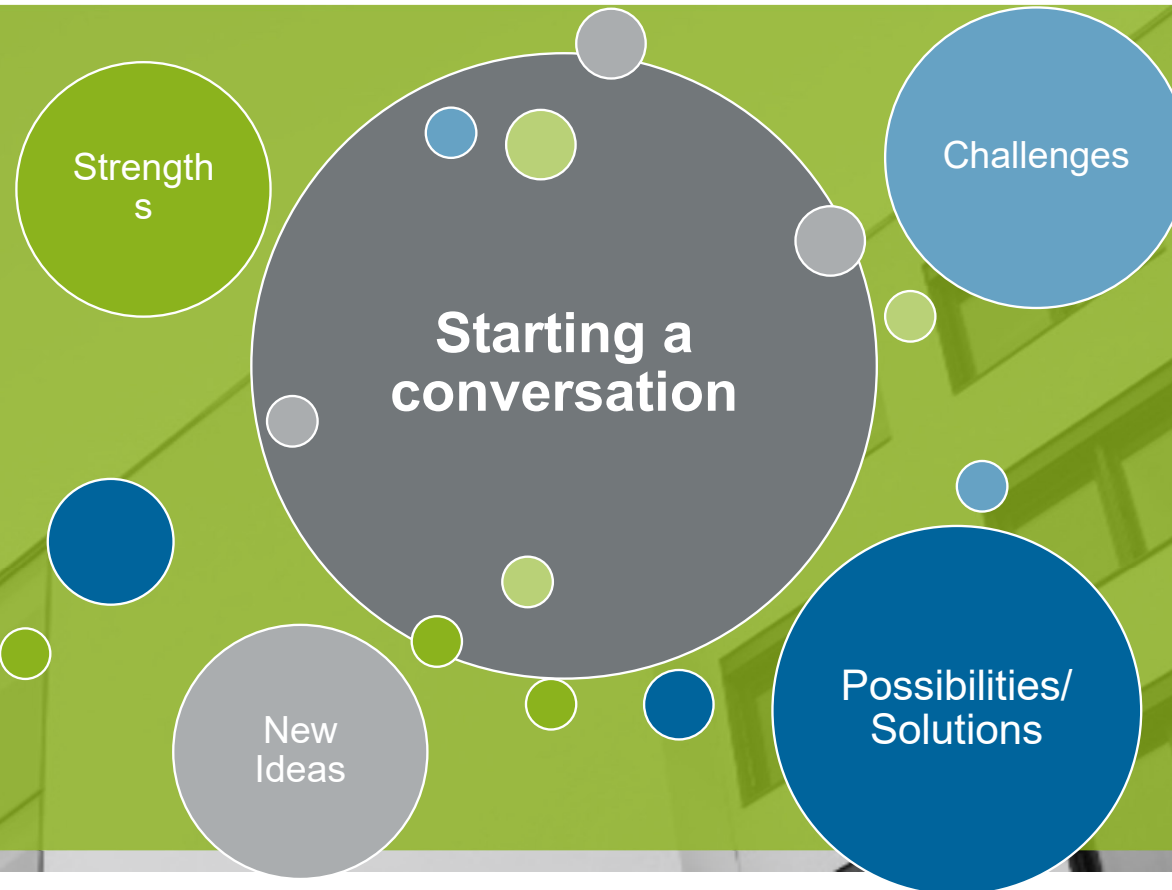 Strength
s
Challenges
Starting a
conversation
New
Ideas
Possibilities/
Solutions